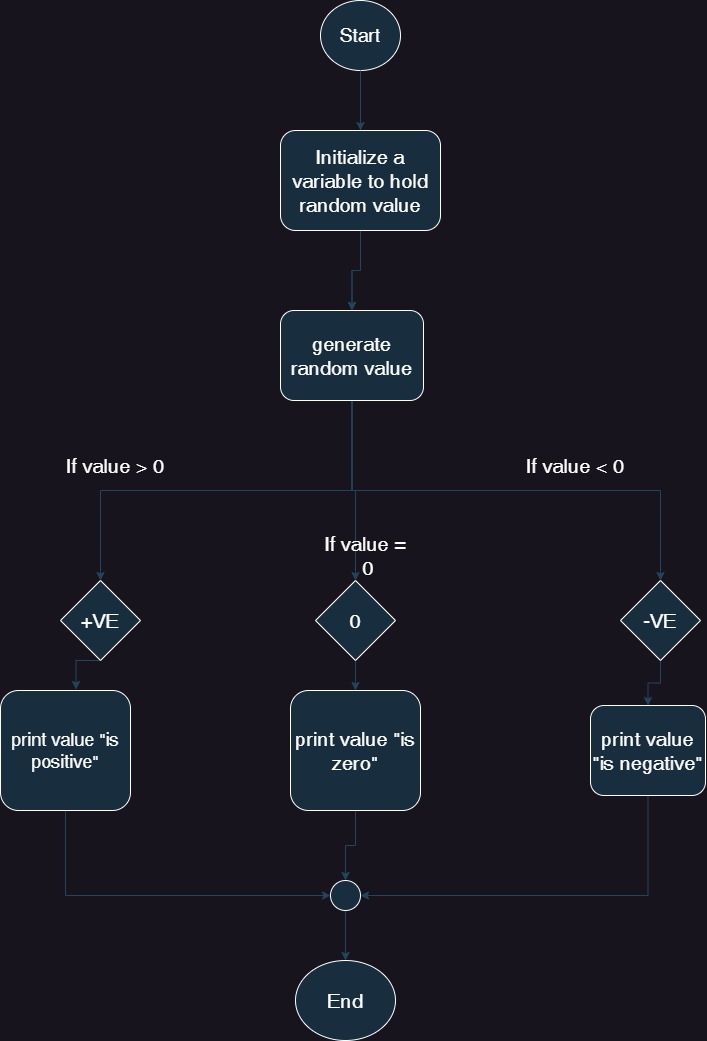 Start
Initialize a
variable to hold
random value
generate
random value
If value > 0
If value < 0
If value =
0
+VE
0
-VE
print value "is
positive"
print value "is
zero"
print value
"is negative"
End